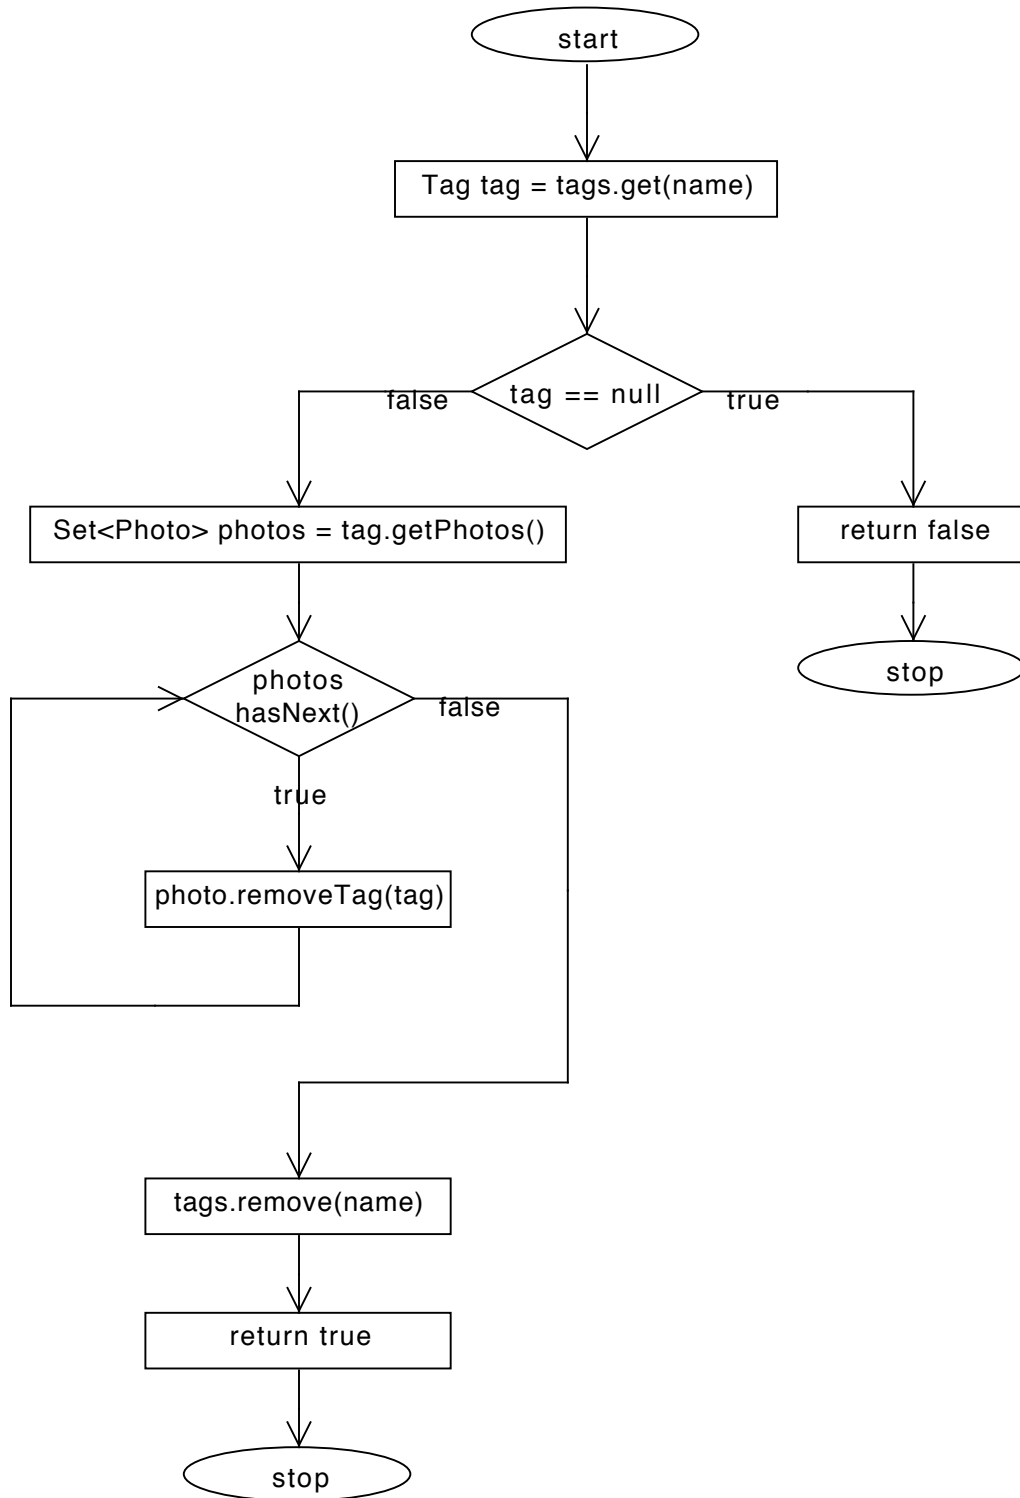 start
Tag tag = tags.get(name)
tag == null
false
true
Set<Photo> photos = tag.getPhotos()
return false
photos
hasNext()
false
stop
true
photo.removeTag(tag)
tags.remove(name)
return true
stop